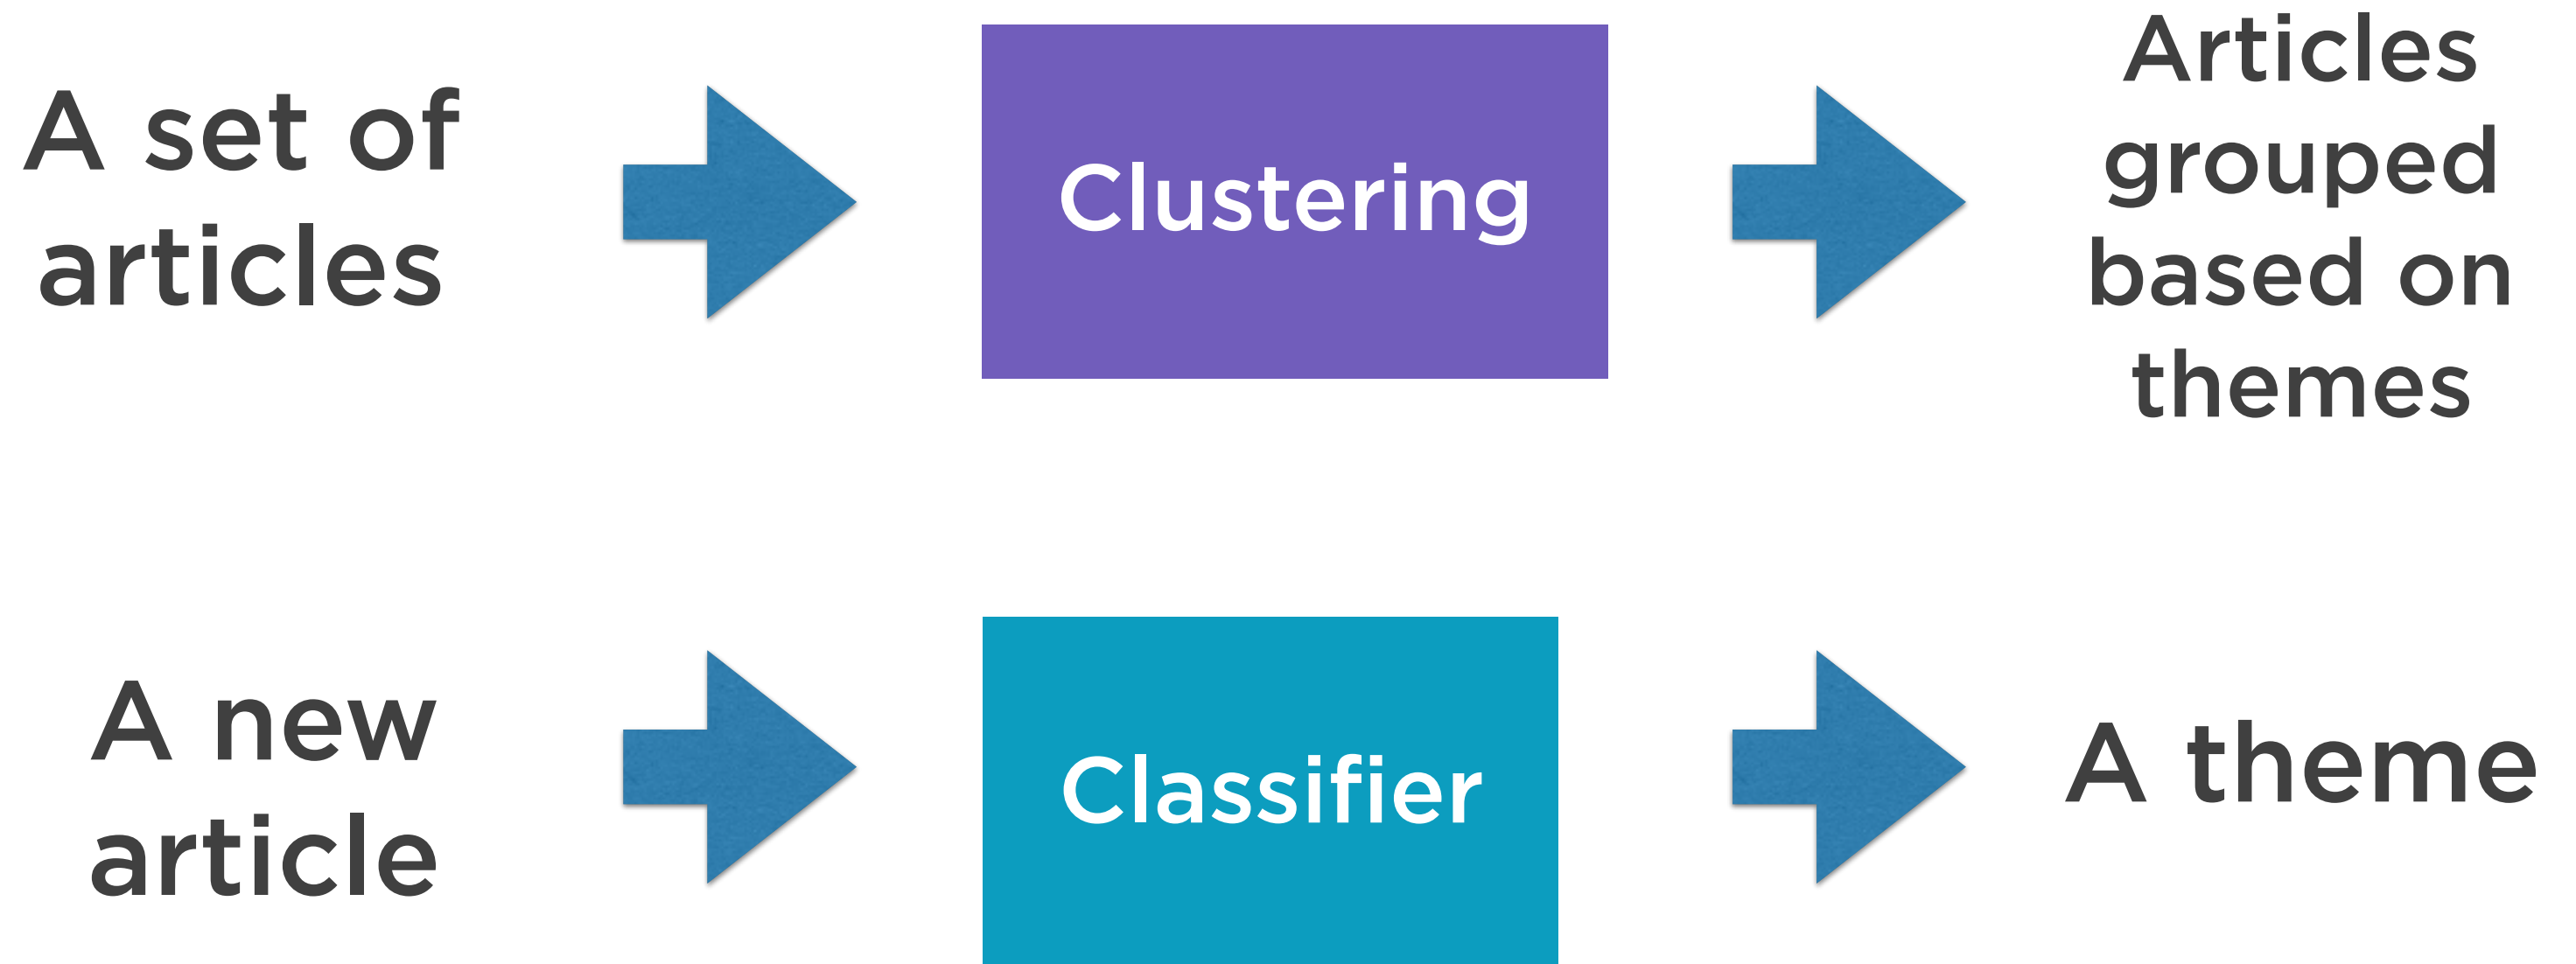 A set of
articles
Clustering
Articles
grouped
based on
themes
A new
article
Classifier
A theme